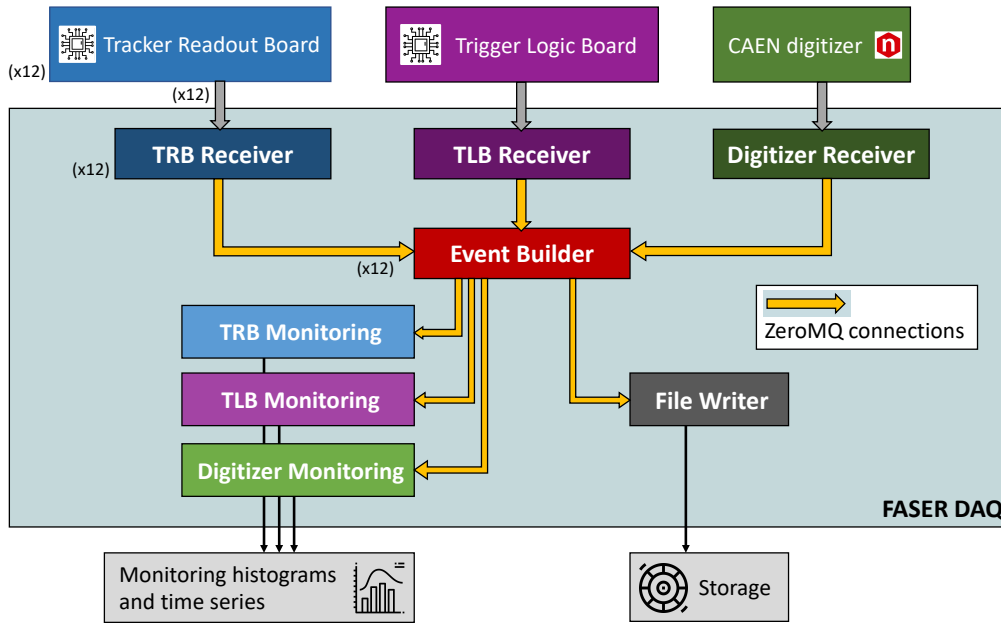 Tracker Readout Board
Trigger Logic Board
CAEN digitizer
n
(x12)
(x12)
TRB Receiver
TLB Receiver
Digitizer Receiver
(x12)
Event Builder
(x12)
TRB Monitoring
ZeroMQ connections
TLB Monitoring
File Writer
Digitizer Monitoring
FASER DAQ
Monitoring histograms
and time series
Storage